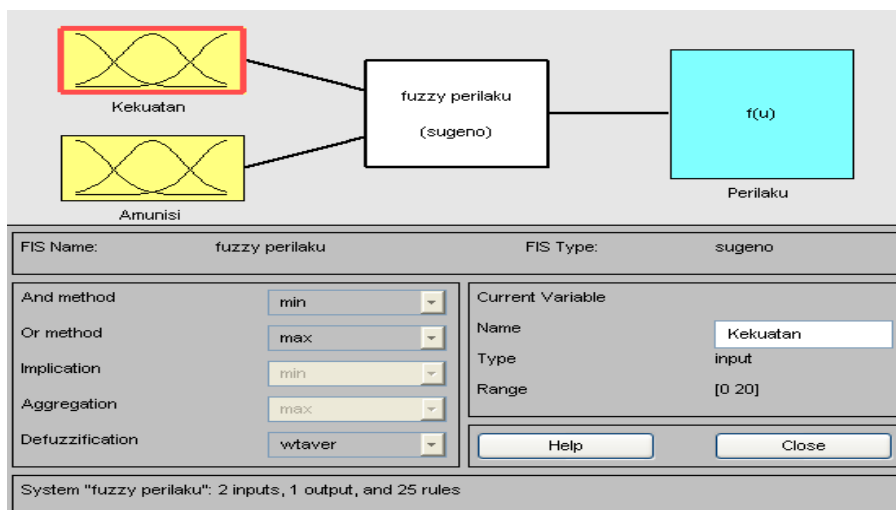 Kekuatan
Amunisi
fuzzy perilaku
(sugeno)
f(u)
Perilaku
FIS Name: fuzzy perilaku FIS Type: sugeno
And method min
Or method max
Implication min
Aggregation max
Defuzzification wtaver
Current Variable
Name Kekuatan
Type input
Range [0 20]
Help Close
System "fuzzy perilaku": 2 inputs, 1 output, and 25 rules